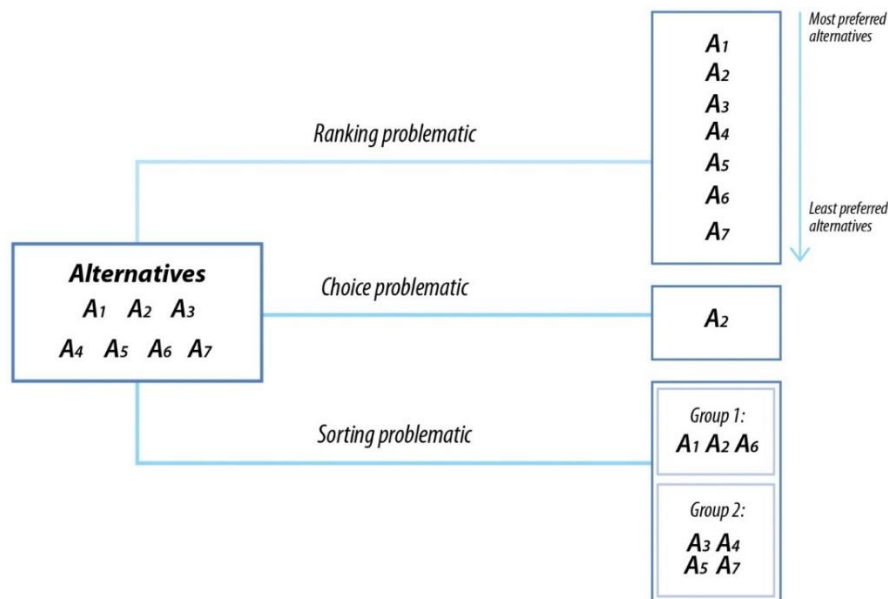 Most preferred
alternatives
A1
A2
A3
A4
A5
A6
A7
Least preferred
alternatives
Ranking problematic
Alternatives
A1 A2 A3
A4 A5 A6 A7
Choice problematic
A2
Sorting problematic
Group 1:
A1 A2 A6
Group 2:
A3 A4
A5 A7